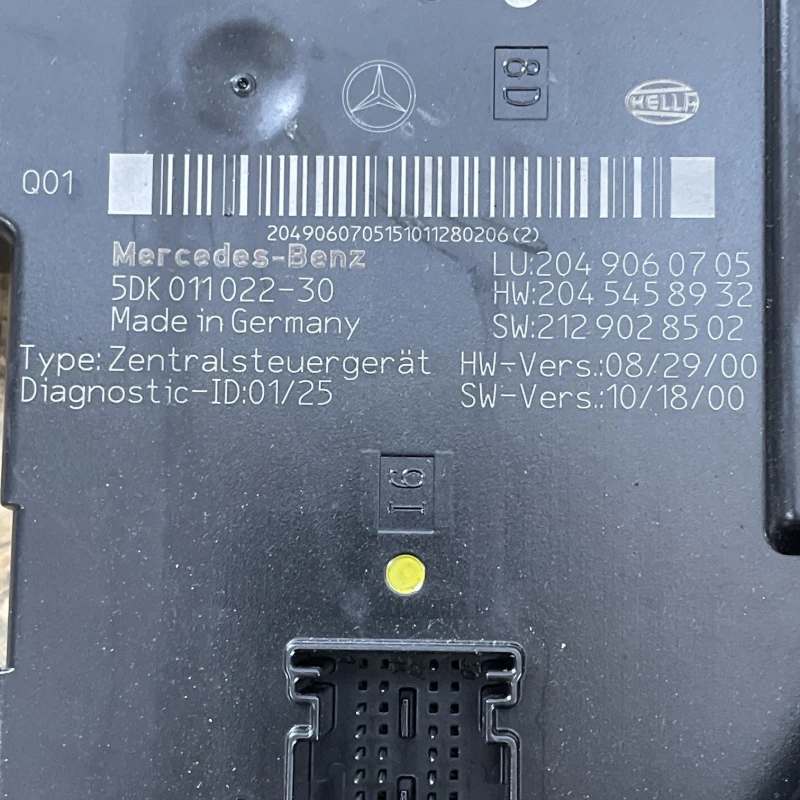 8D
HELLA
Q01
2049060705151011280206(2)
Mercedes-Benz
5DK 011 022-30
Made in Germany
Type: Zentralsteuergerät
Diagnostic-ID:01/25
LU:204 906 07 05
HW:204 545 89 32
SW:212 902 85 02
HW-Vers.:08/29/00
SW-Vers.:10/18/00
I6